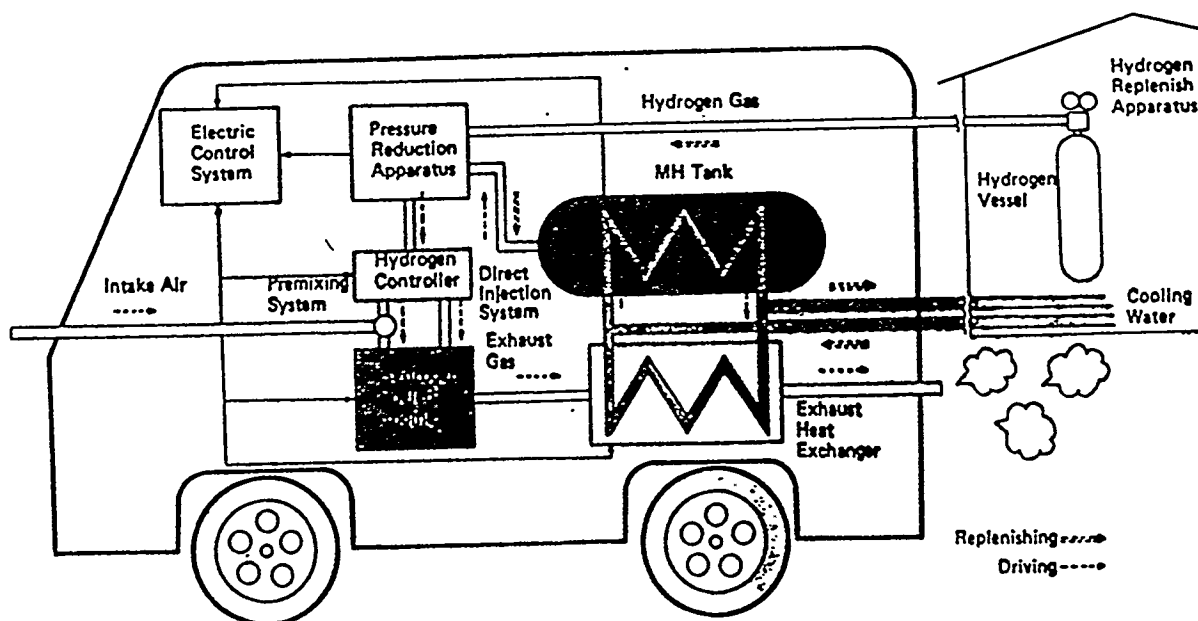 Hydrogen
Replenish
Apparatus
Hydrogen Gas
Electric
Control
System
Pressure
Reduction
Apparatus
MH Tank
Hydrogen
Vessel
Hydrogen
Controller
Intake Air
Premixing
System
Direct
Injection
System
Exhaust
Gas
Cooling
Water
Exhaust
Heat
Exchanger
Replenishing
Driving